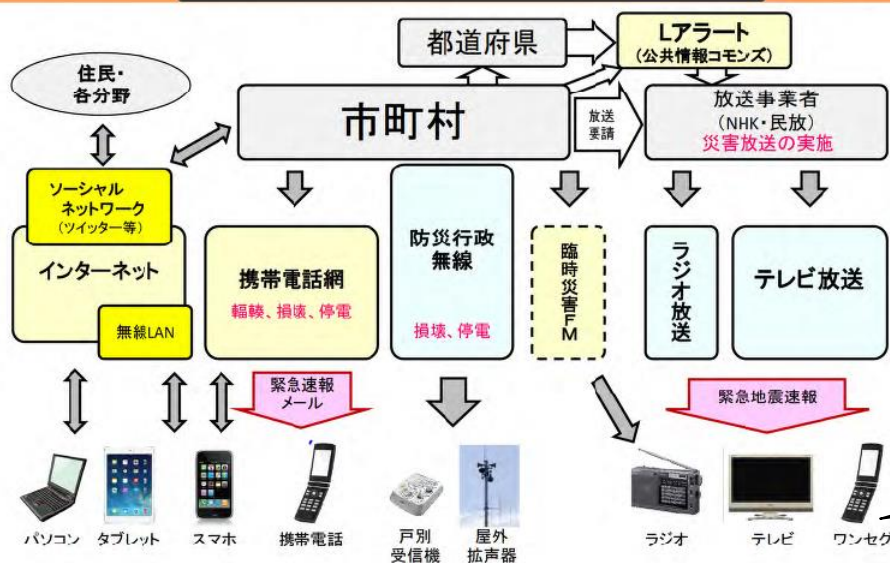 都道府県
Lアラート
(公共情報コモンズ)
住民・
各分野
市町村
放送
要請
放送事業者
(NHK・民放)
災害放送の実施
ソーシャル
ネットワーク
(ツイッター等)
インターネット
無線LAN
携帯電話網
輻輳、損壊、停電
防災行政
無線
損壊、停電
臨時災害FM
ラジオ放送
テレビ放送
緊急速報
メール
緊急地震速報
パソコン
タブレット
スマホ
携帯電話
戸別
受信機
屋外
拡声器
ラジオ
テレビ
ワンセグ